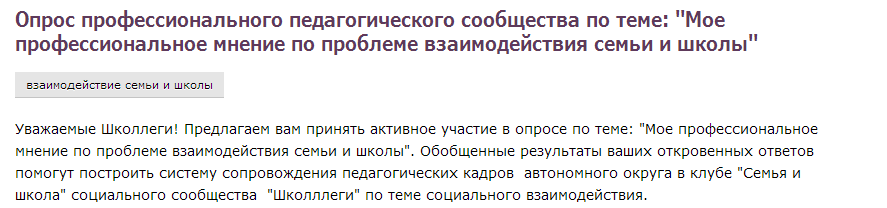 Опрос профессионального педагогического сообщества по теме: "Мое
профессиональное мнение по проблеме взаимодействия семьи и школы"
взаимодействие семьи и школы
Уважаемые Школлеги! Предлагаем вам принять активное участие в опросе по теме: "Мое профессиональное
мнение по проблеме взаимодействия семьи и школы". Обобщенные результаты ваших откровенных ответов
помогут построить систему сопровождения педагогических кадров  автономного округа в клубе "Семья и
школа" социального сообщества  "Школллеги" по теме социального взаимодействия.